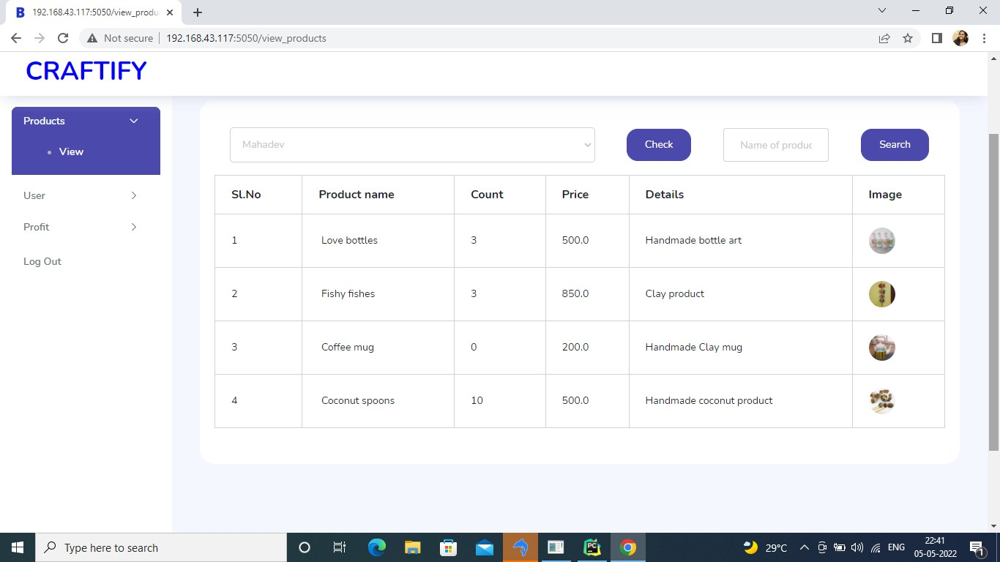 192.168.43.117:5050/view_produ
Not secure 192.168.43.117:5050/view_products
CRAFTIFY
Products
View
User
Profit
Log Out
Mahadev Check Name of produc Search
Sl.No Product name Count Price Details Image
1 Love bottles 3 500.0 Handmade bottle art
2 Fishy fishes 3 850.0 Clay product
3 Coffee mug 0 200.0 Handmade Clay mug
4 Coconut spoons 10 500.0 Handmade coconut product
Type here to search
PC
29°C
ENG
22:41
05-05-2022
1